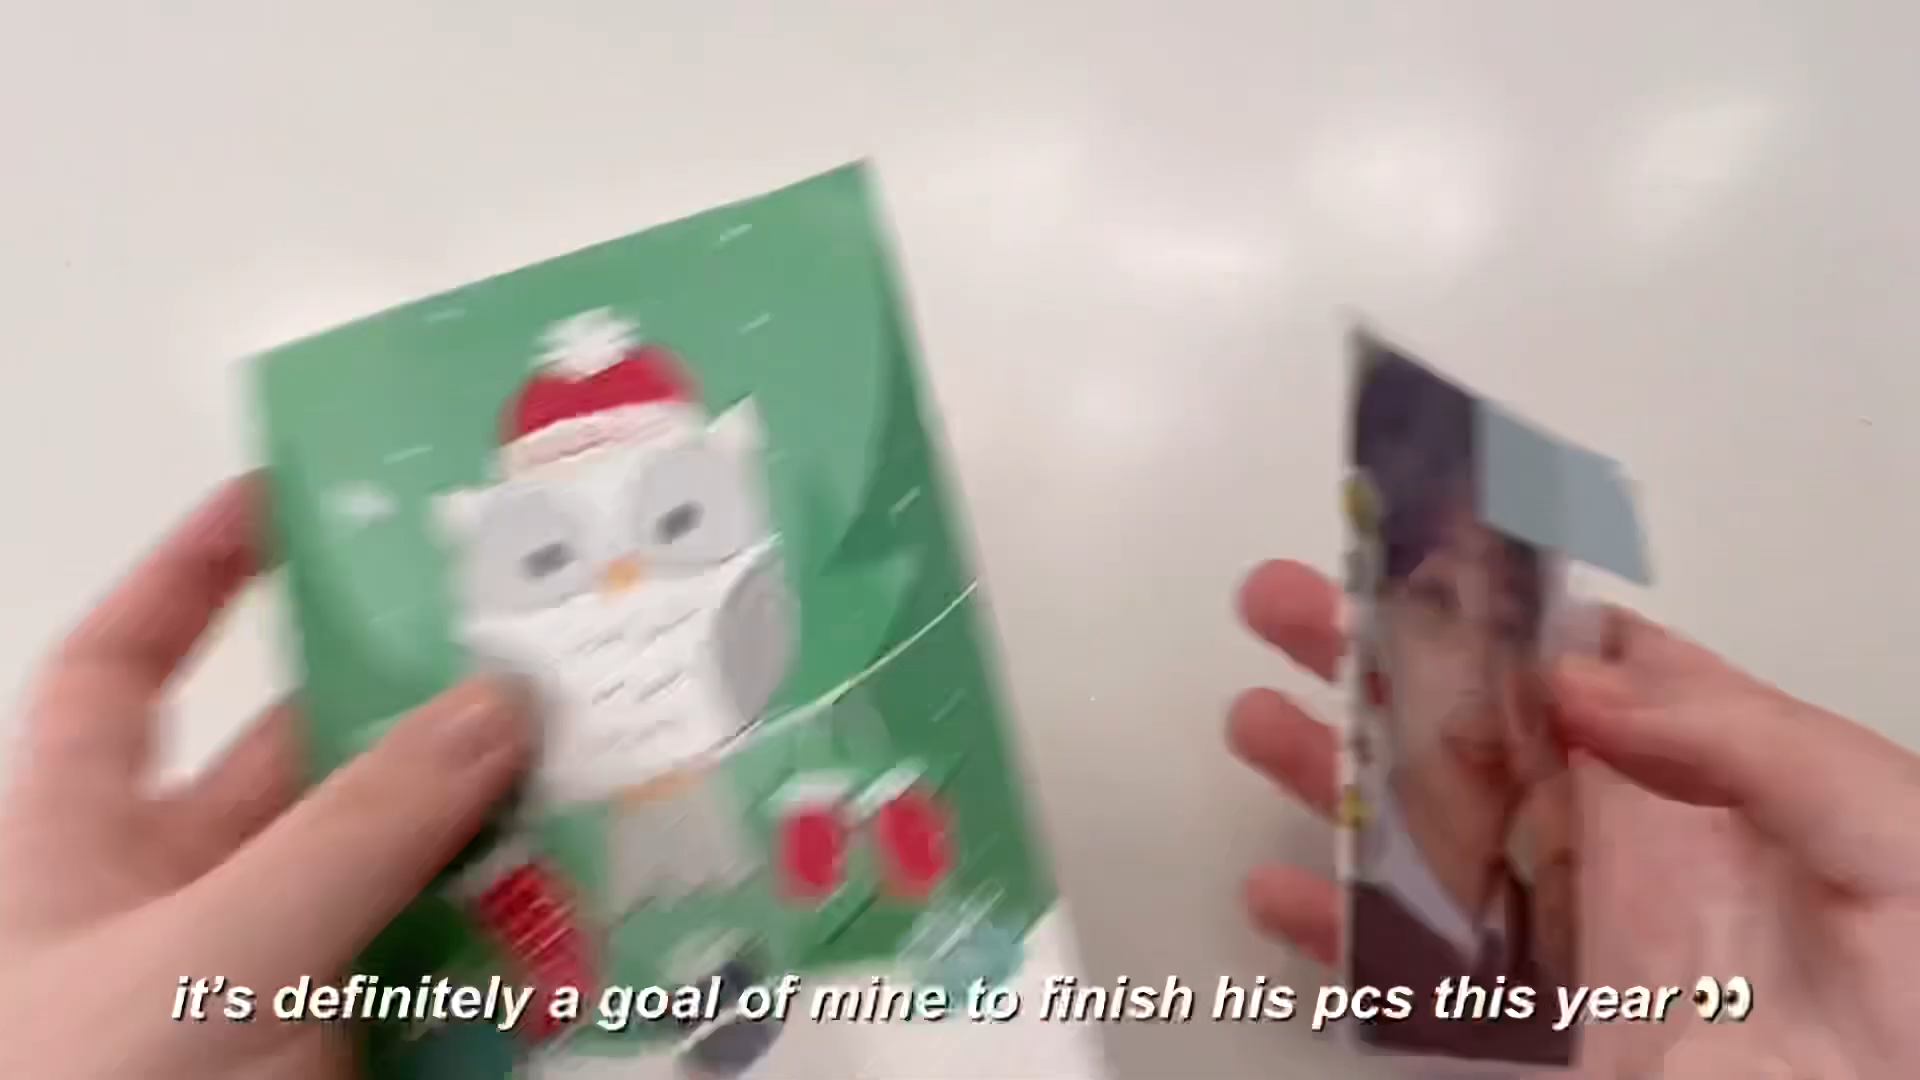 it's definitely a goal of mine to finish his pcs this year 👀